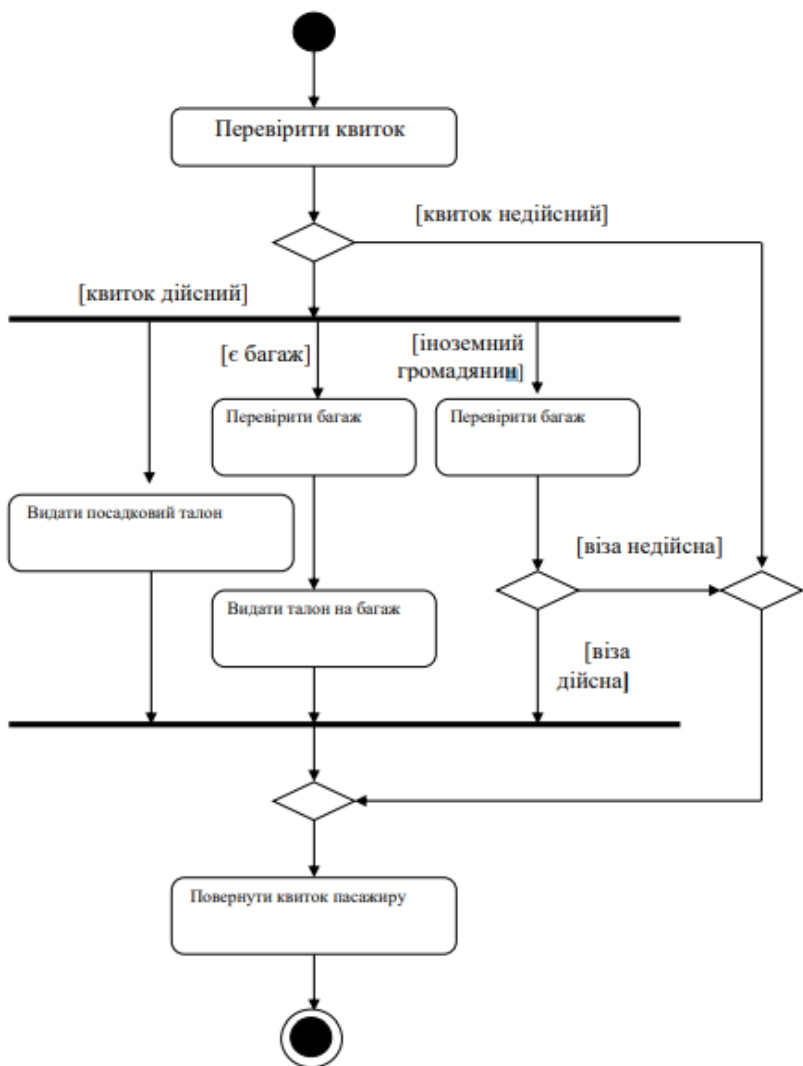 Перевірити квиток
[квиток недійсний]
[квиток дійсний]
[є багаж]
[іноземний
громадянин]
Перевірити багаж
Перевірити багаж
Видати посадковий талон
[віза недійсна]
Видати талон на багаж
[віза
дійсна]
Повернути квиток пасажиру